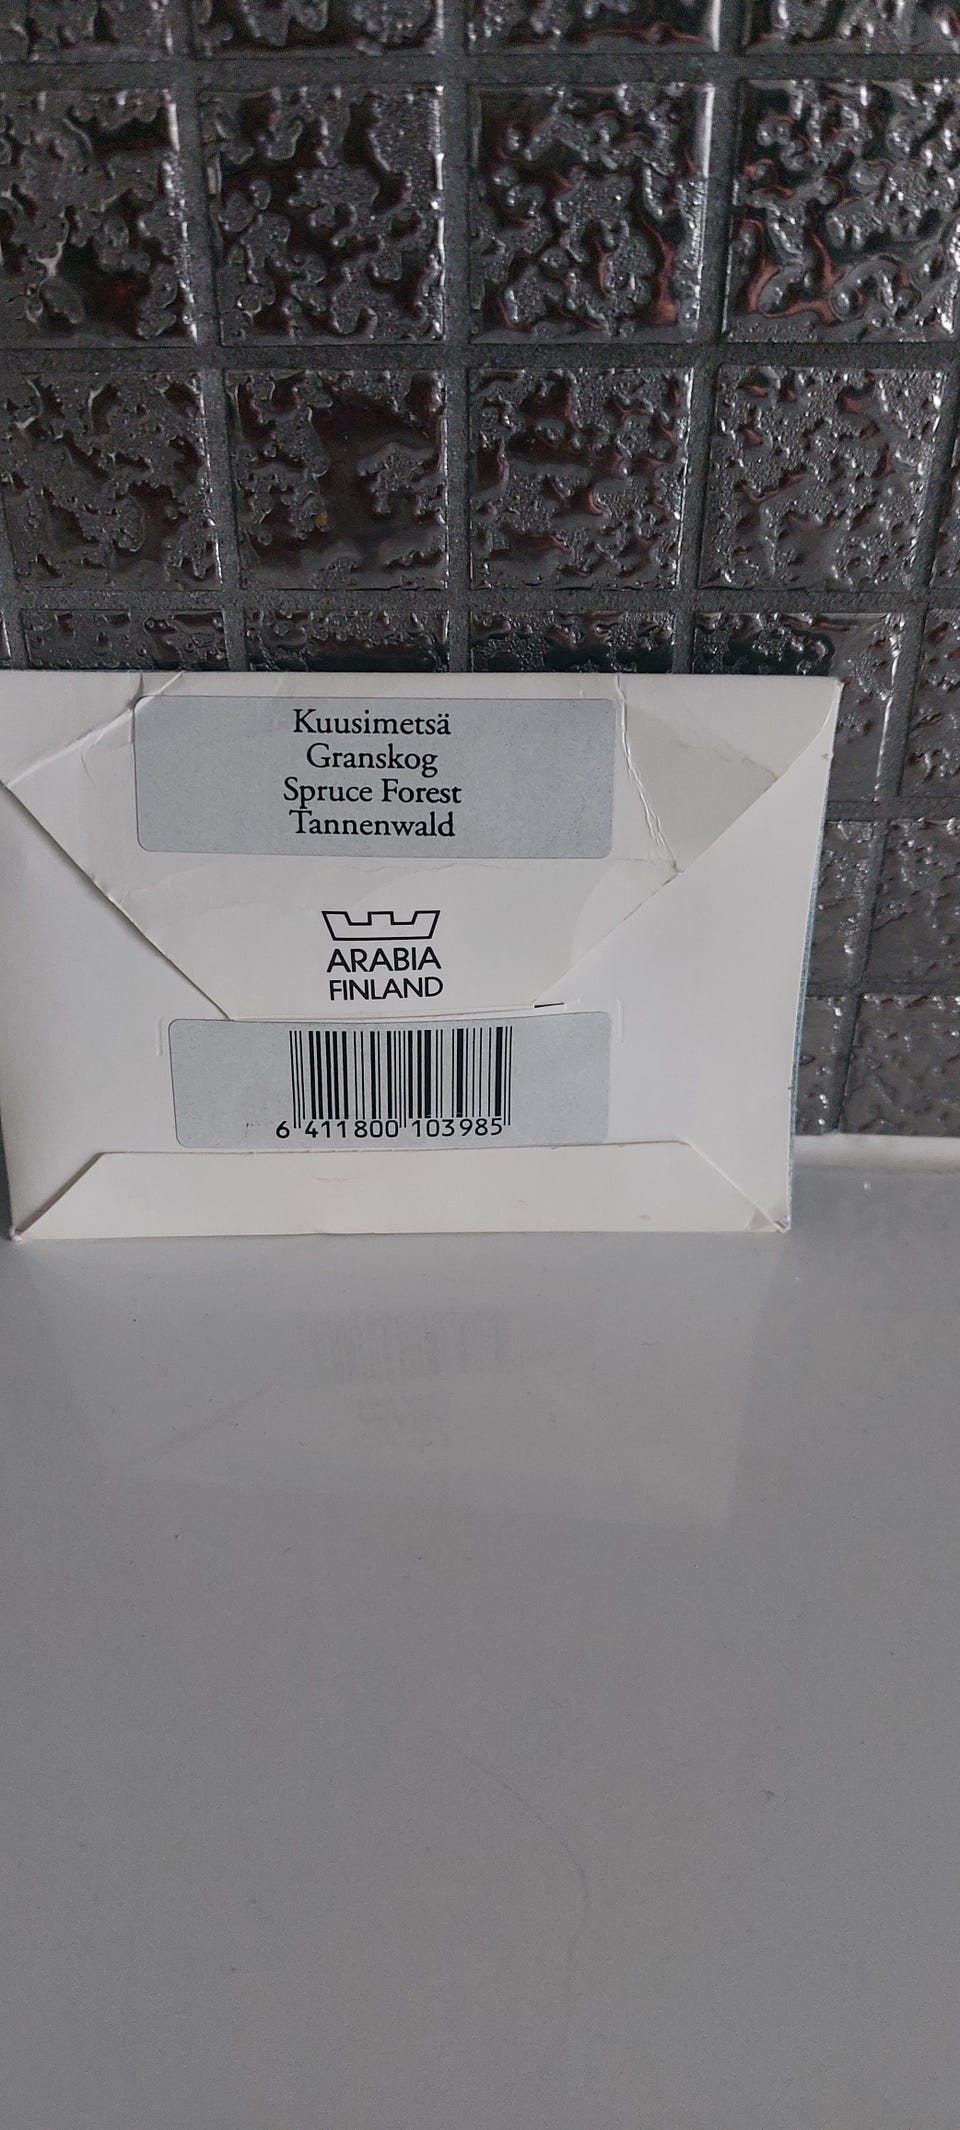 Kuusimetsä
Granskog
Spruce Forest
Tannenwald
ARABIA
FINLAND
6 411800 103985